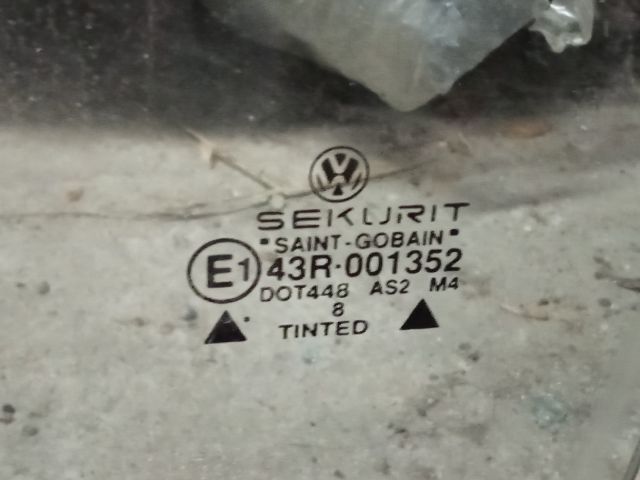 SEKURIT
"SAINT-GOBAIN"
E1 43R-001352
DOT448 AS2 M4
8
TINTED